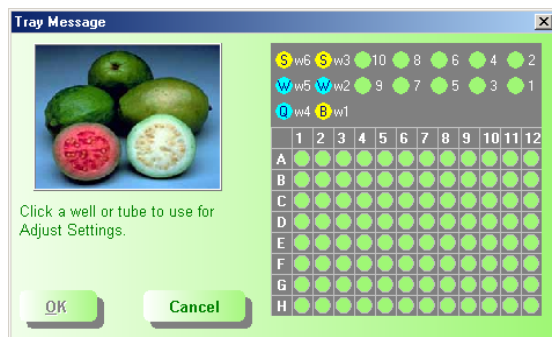 Tray Message
S w6 S w3 10 8 6 4 2
W w5 W w2 9 7 5 3 1
Q w4 B w1
1 2 3 4 5 6 7 8 9 10 11 12
A
B
C
D
E
F
G
H
Click a well or tube to use for
Adjust Settings.
OK Cancel